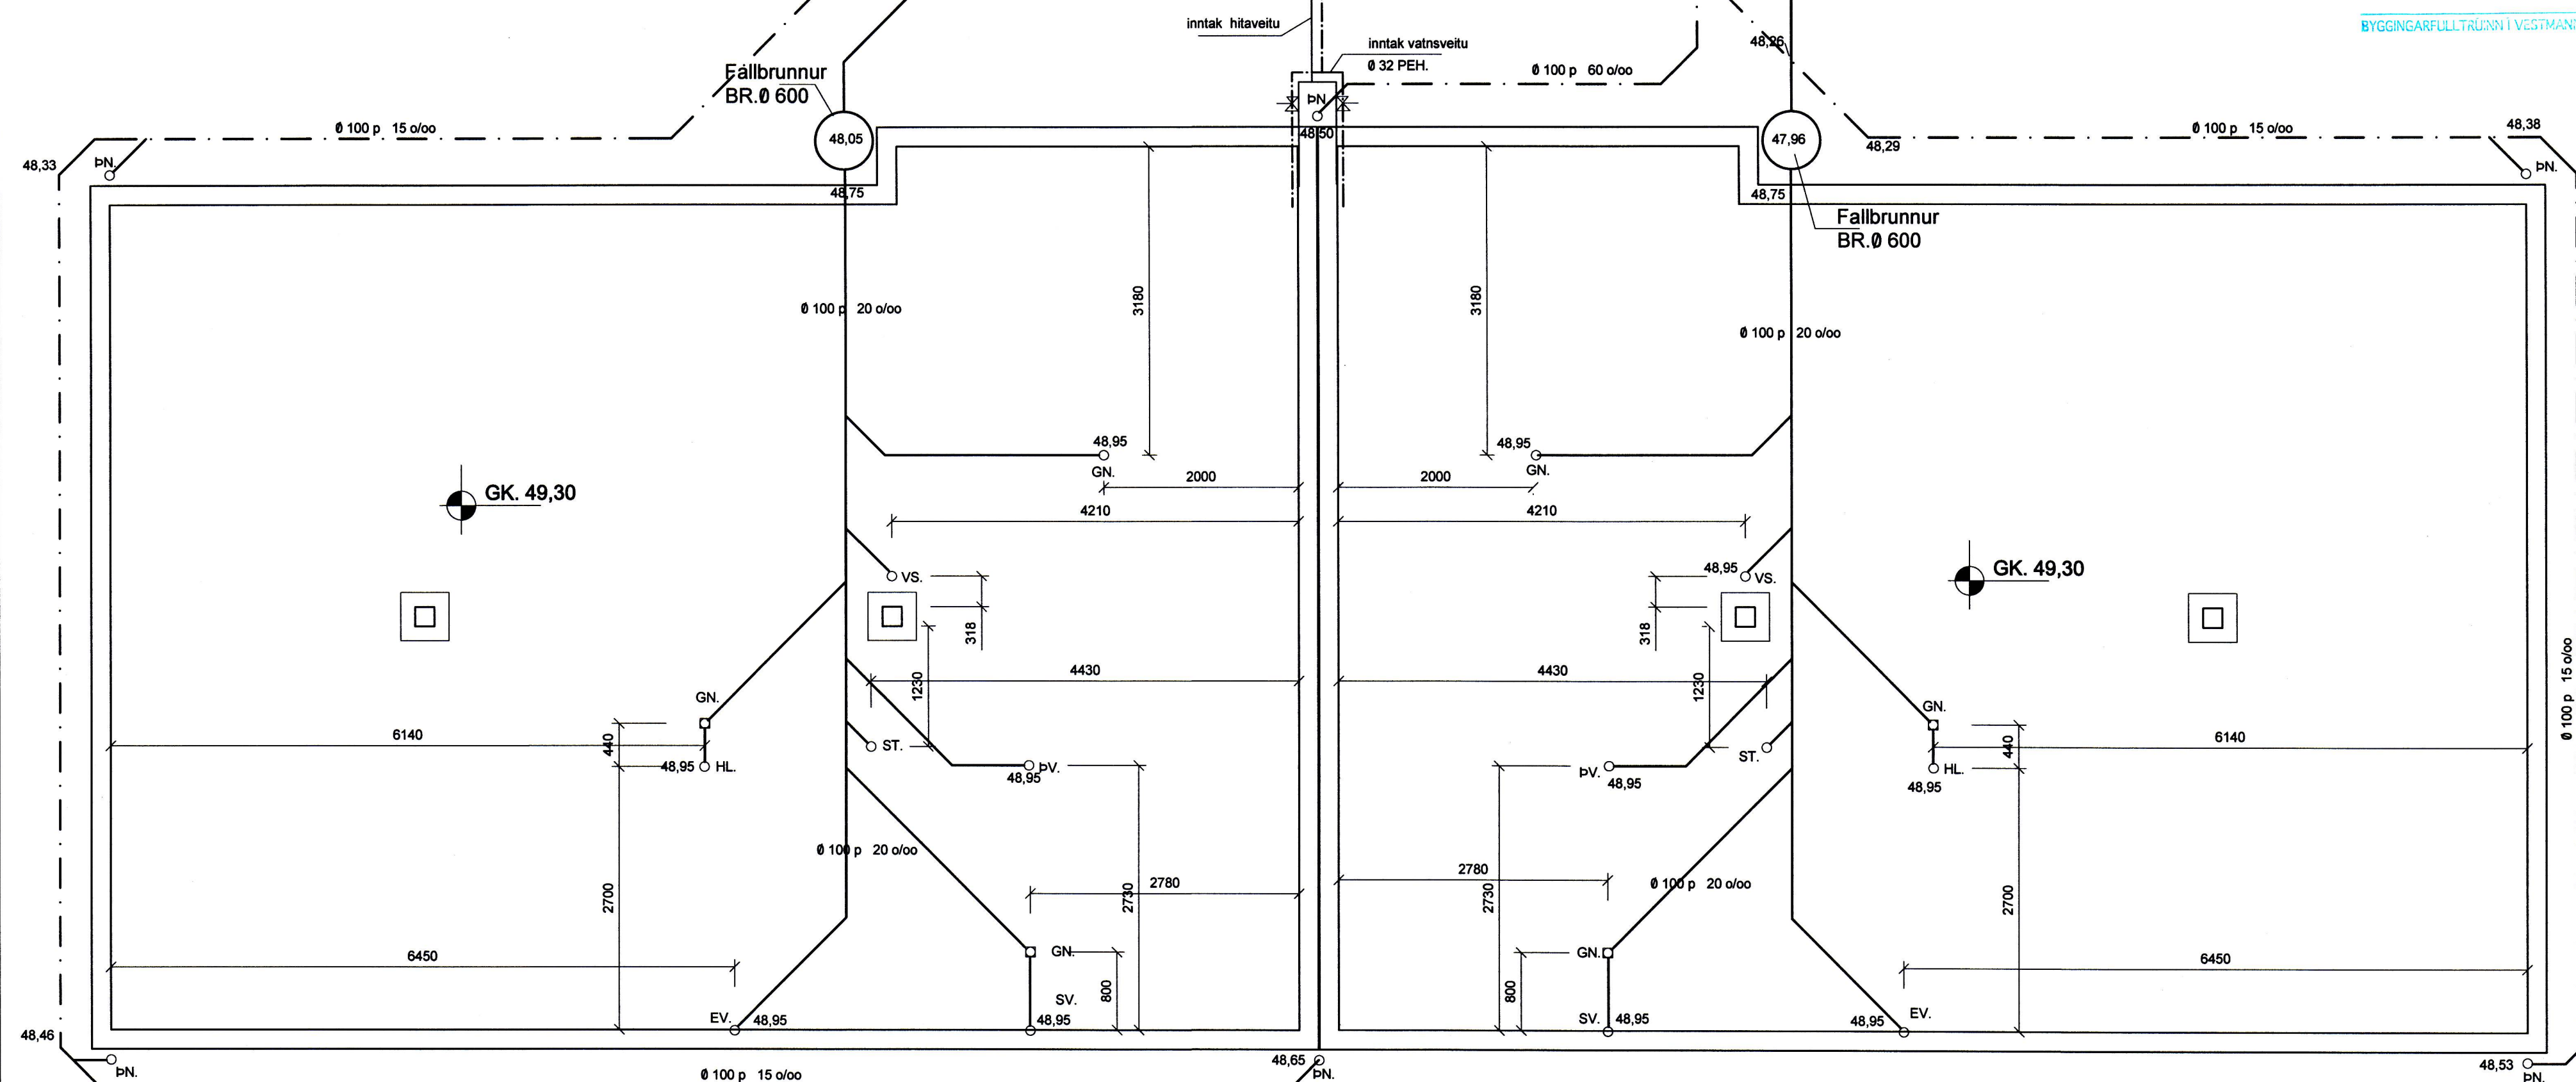 inntak hitaveitu
BYGGINGARFULLTRÚINN Í VESTMANN
inntak vatnsveitu
Ø 32 PEH.
48,26
Fallbrunnur
BR.Ø 600
Ø 100 p 60 o/oo
ÞN.
48,50
Ø 100 p 15 o/oo
48,05
47,96
Ø 100 p 15 o/oo
48,38
48,29
48,33
ÞN.
ÞN.
48,75
48,75
Fallbrunnur
BR.Ø 600
3180
3180
Ø 100 p 20 o/oo
Ø 100 p 20 o/oo
48,95
GN.
48,95
GN.
2000
2000
GK. 49,30
4210
4210
VS.
48,95
VS.
GK. 49,30
318
318
4430
4430
1230
1230
GN.
GN.
6140
440
6140
440
ST.
ST.
48,95
HL.
48,95
ÞV.
ÞV.
48,95
HL.
48,95
Ø 100 p 15 o/oo
Ø 100 p 20 o/oo
Ø 100 p 20 o/oo
2780
2780
2700
2730
2730
2700
6450
GN.
GN.
6450
800
800
SV.
EV.
48,95
48,95
SV.
48,95
48,95
EV.
48,46
ÞN.
Ø 100 p 15 o/oo
48,65
ÞN.
48,53
ÞN.